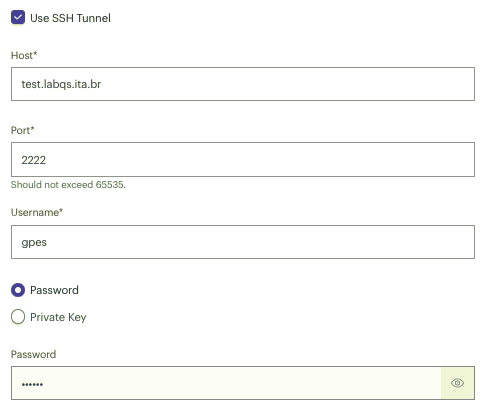 Use SSH Tunnel
Host*
test.labqs.ita.br
Port*
2222
Should not exceed 65535.
Username*
gpes
Password
Private Key
Password
••••••